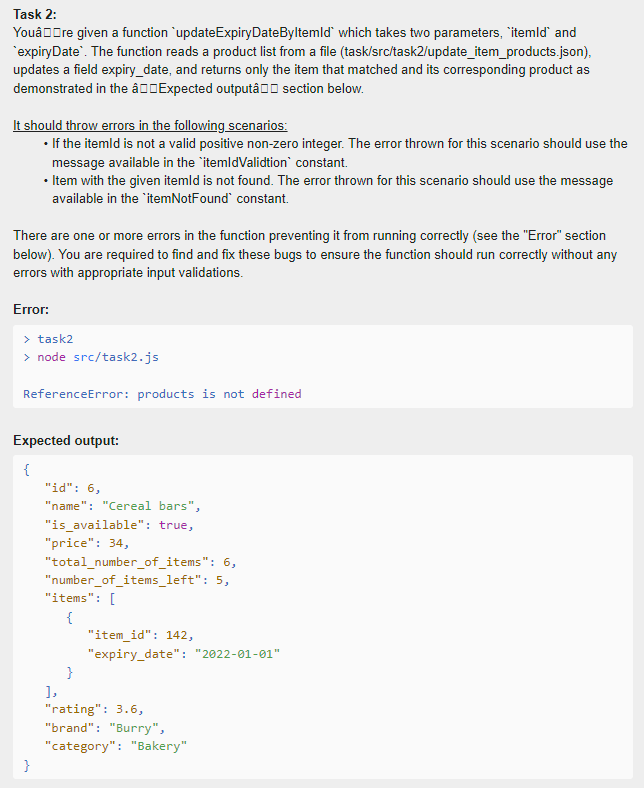 Task 2:
Youâ□□re given a function `updateExpiryDateByItemId` which takes two parameters, `itemId` and
`expiryDate`. The function reads a product list from a file (task/src/task2/update_item_products.json),
updates a field expiry_date, and returns only the item that matched and its corresponding product as
demonstrated in the â□□Expected outputâ□□ section below.
It should throw errors in the following scenarios:
• If the itemId is not a valid positive non-zero integer. The error thrown for this scenario should use the
message available in the `itemIdValidtion` constant.
• Item with the given itemId is not found. The error thrown for this scenario should use the message
available in the `itemNotFound` constant.
There are one or more errors in the function preventing it from running correctly (see the "Error" section
below). You are required to find and fix these bugs to ensure the function should run correctly without any
errors with appropriate input validations.
Error:
> task2
> node src/task2.js
ReferenceError: products is not defined
Expected output:
{
"id": 6,
"name": "Cereal bars",
"is_available": true,
"price": 34,
"total_number_of_items": 6,
"number_of_items_left": 5,
"items": [
{
"item_id": 142,
"expiry_date": "2022-01-01"
}
],
"rating": 3.6,
"brand": "Burry",
"category": "Bakery"
}